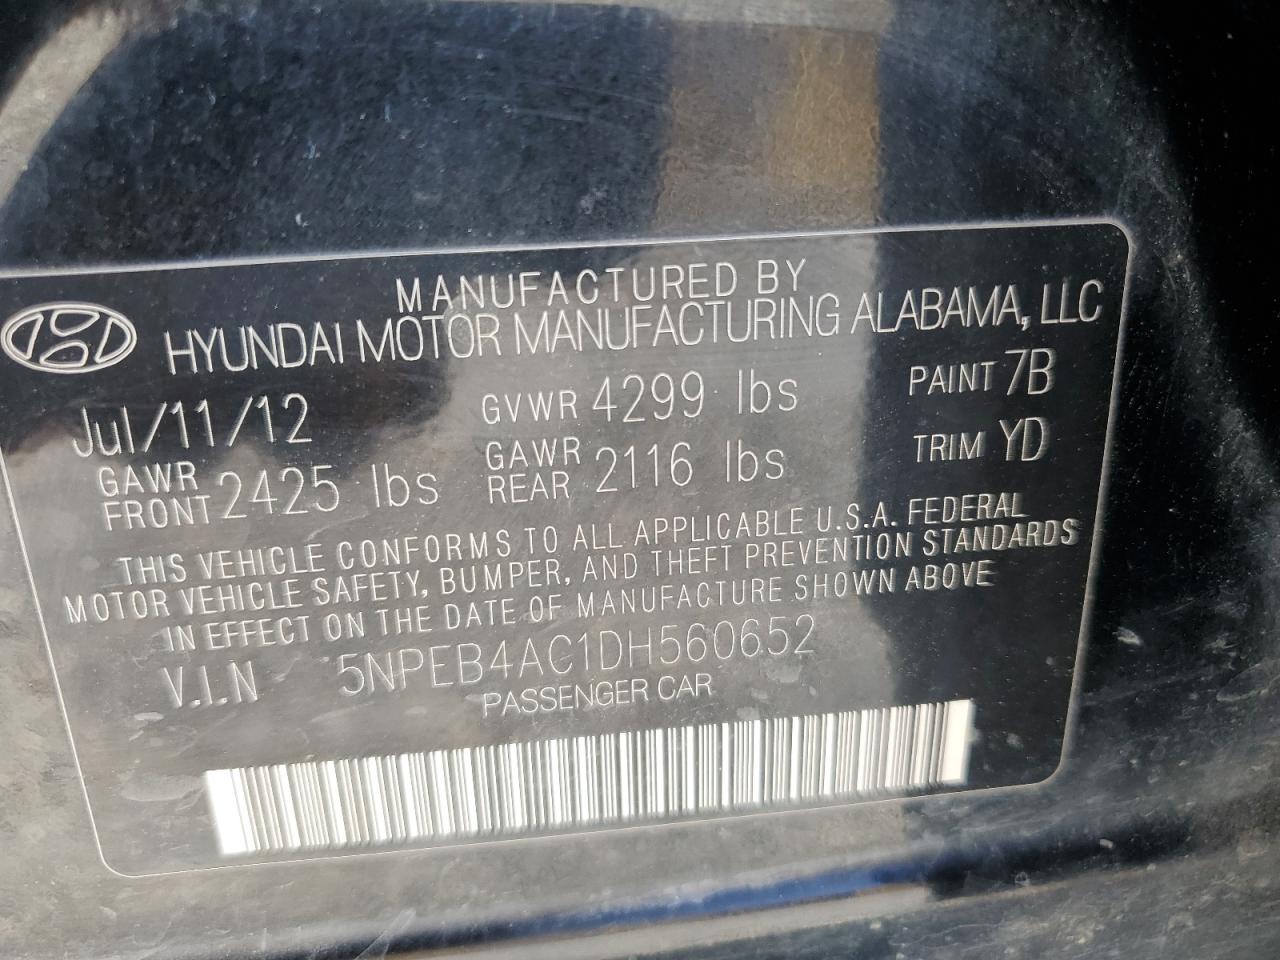 MANUFACTURED BY
HYUNDAI MOTOR MANUFACTURING ALABAMA, LLC
Jul/11/12 GVWR 4299 lbs PAINT 7B
GAWR FRONT 2425 lbs GAWR REAR 2116 lbs TRIM YD
THIS VEHICLE CONFORMS TO ALL APPLICABLE U.S.A. FEDERAL
MOTOR VEHICLE SAFETY, BUMPER, AND THEFT PREVENTION STANDARDS
IN EFFECT ON THE DATE OF MANUFACTURE SHOWN ABOVE
V.I.N 5NPEB4AC1DH560652
PASSENGER CAR